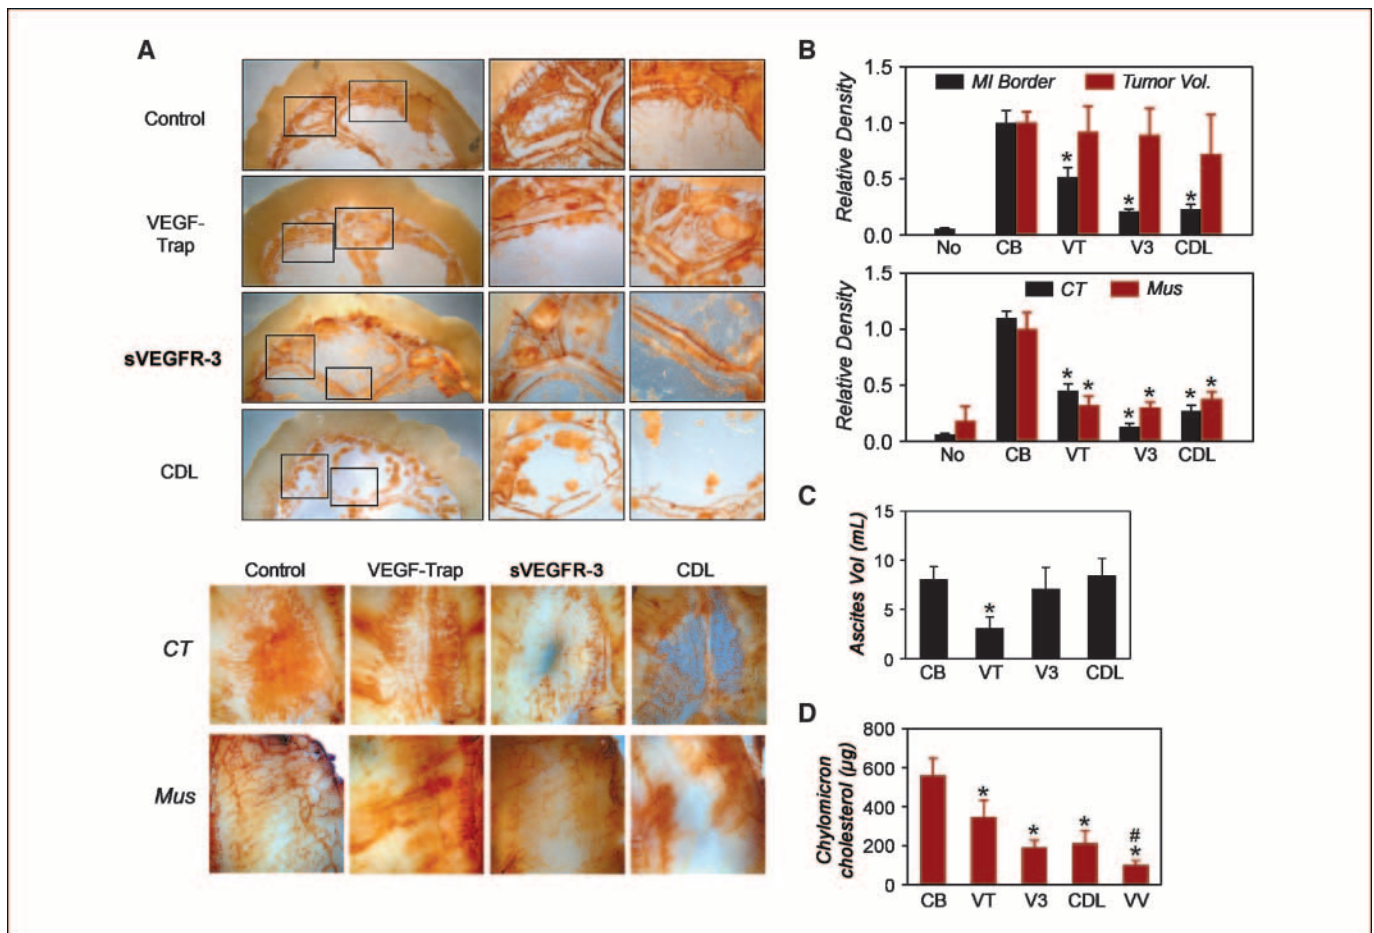 A
Control
VEGF-
Trap
sVEGFR-3
CDL
Control VEGF-Trap sVEGFR-3 CDL
CT
Mus
B
Relative Density
1.5
1.0
0.5
0.0
MI Border Tumor Vol.
* * *
No CB VT V3 CDL
Relative Density
1.5
1.0
0.5
0.0
CT Mus
* * * * * *
No CB VT V3 CDL
C
Ascites Vol (mL)
15
10
5
0
*
CB VT V3 CDL
D
Chylomicron
cholesterol (µg)
800
600
400
200
0
* * * # *
CB VT V3 CDL VV